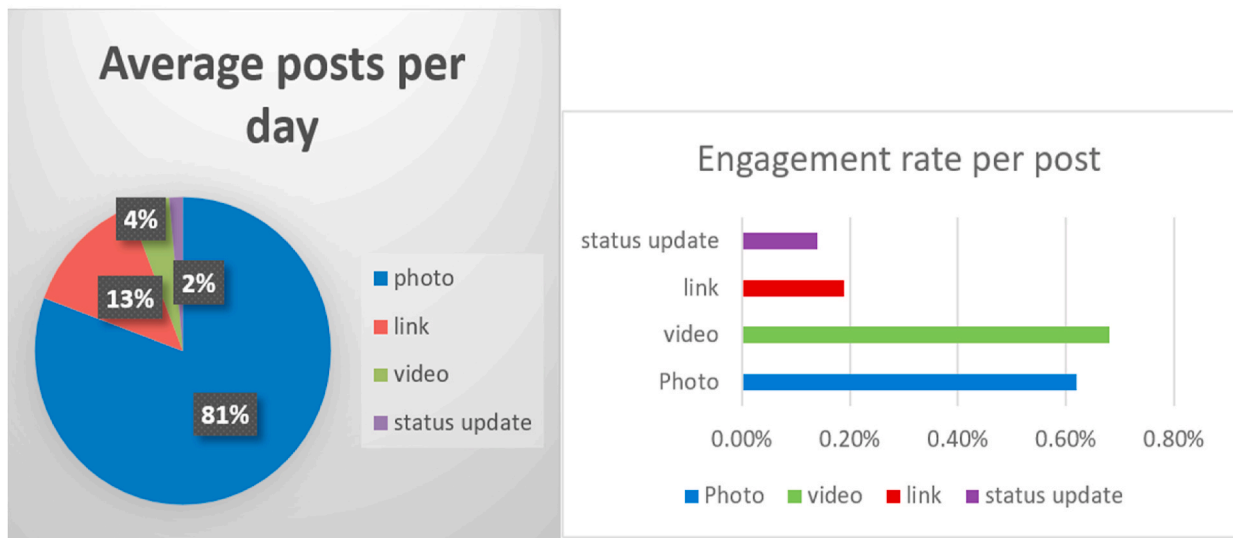 Average posts per
day
4%
2%
13%
81%
photo
link
video
status update
Engagement rate per post
status update
link
video
Photo
0.00% 0.20% 0.40% 0.60% 0.80%
Photo video link status update